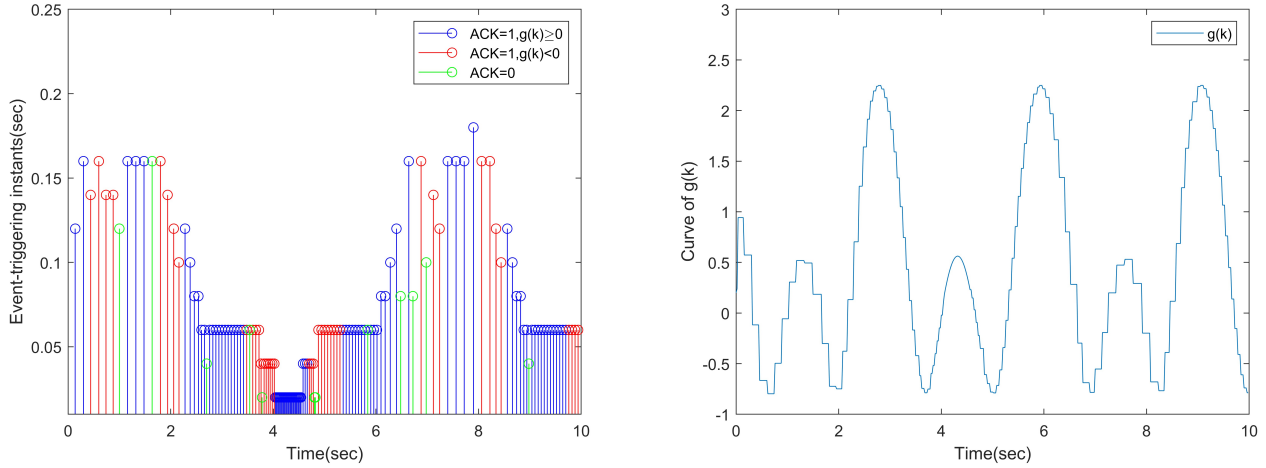 0.25
0.2
0.15
0.1
0.05
Event-triggering instants(sec)
ACK=1,g(k)≥0
ACK=1,g(k)<0
ACK=0
0 2 4 6 8 10
Time(sec)
3
2.5
2
1.5
1
0.5
0
-0.5
-1
Curve of g(k)
g(k)
0 2 4 6 8 10
Time(sec)